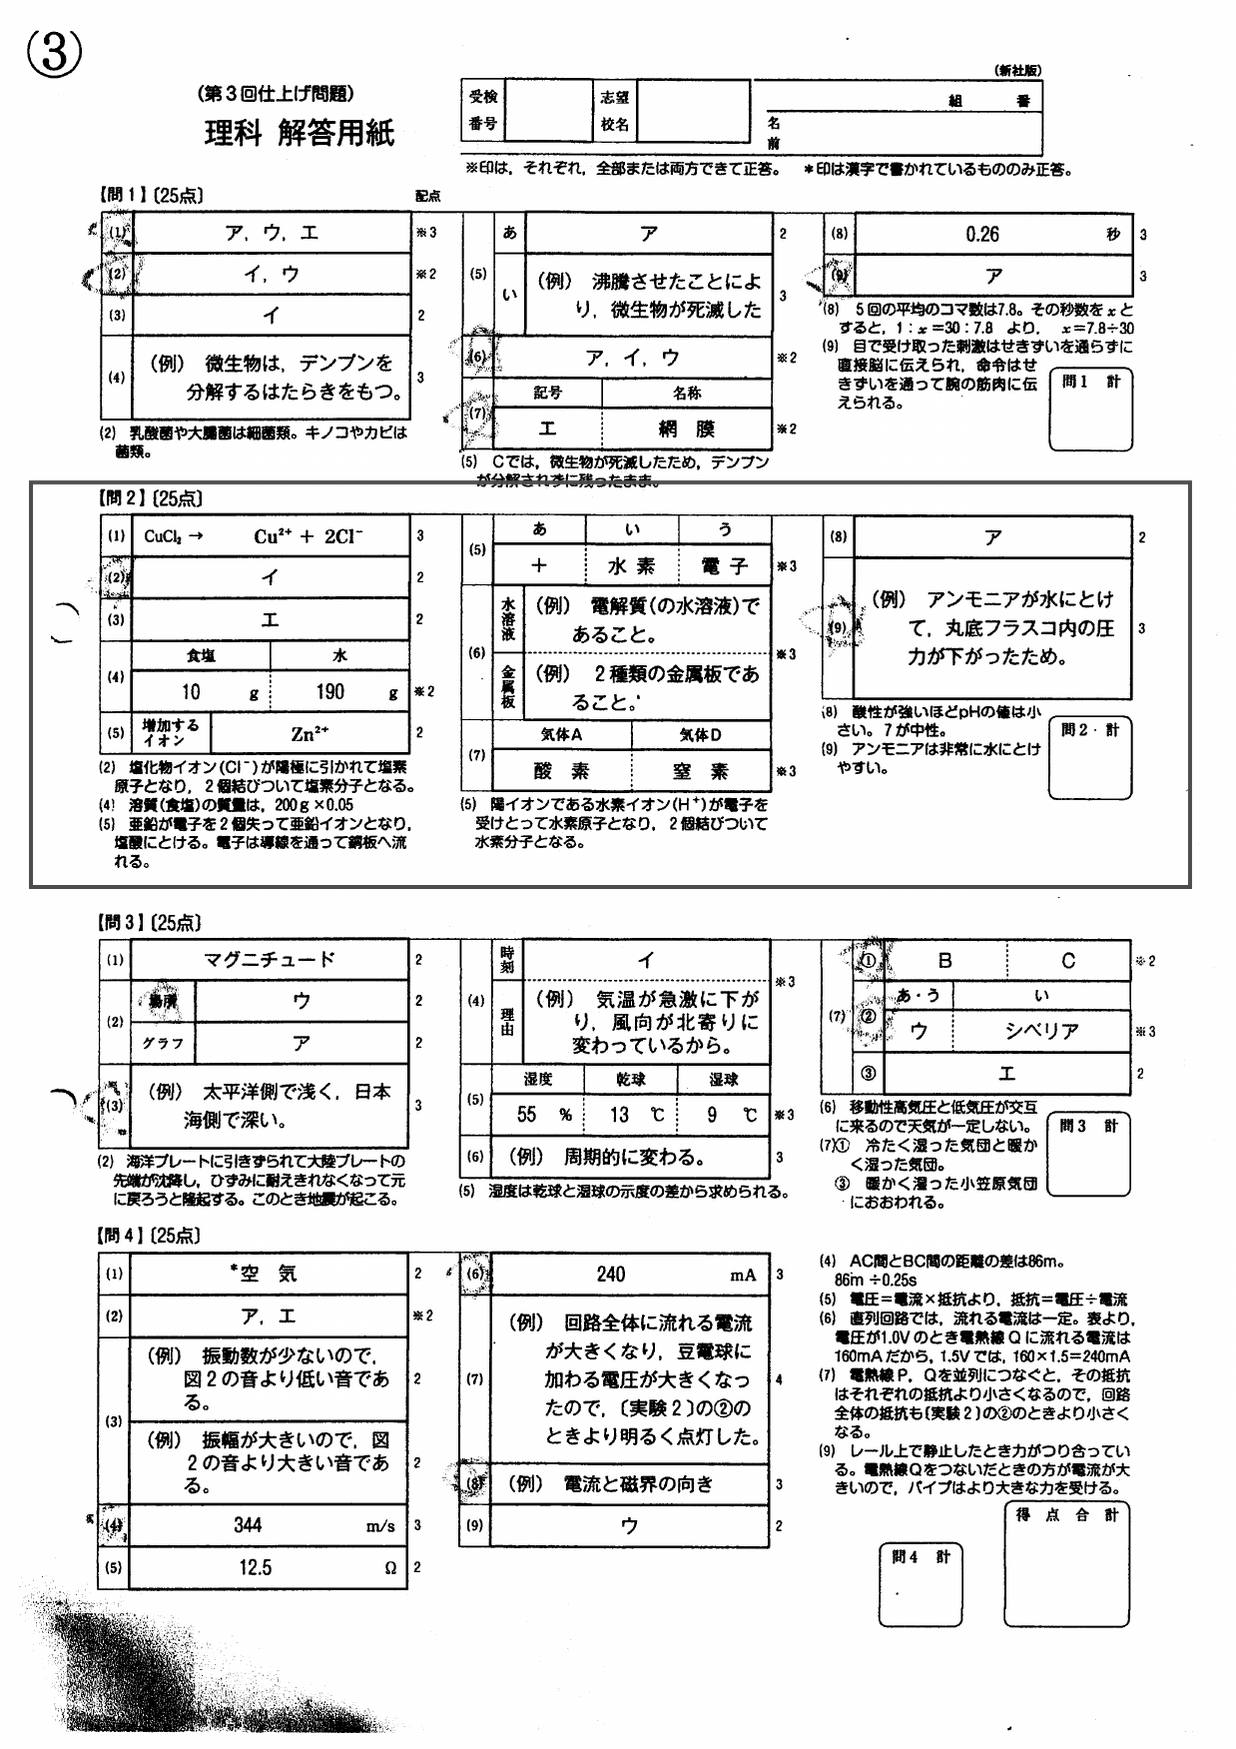 (3)
(新社版)
(第3回仕上げ問題)
理科 解答用紙
受検番号
志望校名
組 番
名前
※印は，それぞれ，全部または両方できて正答。 ＊印は漢字で書かれているもののみ正答。
【問1】〔25点〕
配点
(1) ア，ウ，エ ※3
(2) イ，ウ ※2
(3) イ 2
(4) (例) 微生物は，デンプンを
分解するはたらきをもつ。 3
(2) 乳酸菌や大腸菌は細菌類。キノコやカビは
菌類。
(5) あ ア 2
い (例) 沸騰させたことによ
り，微生物が死滅した 3
(6) ア，イ，ウ ※2
(7) 記号 名称
エ 網膜 ※2
(5) Cでは，微生物が死滅したため，デンプン
が分解されずに残ったまま。
(8) 0.26 秒 3
(9) ア 3
(8) 5回の平均のコマ数は7.8。その秒数をxと
すると，1：x＝30：7.8 より， x＝7.8÷30
(9) 目で受け取った刺激はせきずいを通らずに
直接脳に伝えられ，命令はせ
きずいを通って腕の筋肉に伝
えられる。
問1 計
【問2】〔25点〕
(1) CuCl₂ → Cu²⁺ + 2Cl⁻ 3
(2) イ 2
(3) エ 2
(4) 食塩 水
10 g 190 g ※2
(5) 増加するイオン Zn²⁺ 2
(2) 塩化物イオン(Cl⁻)が陽極に引かれて塩素
原子となり，2個結びついて塩素分子となる。
(4) 溶質(食塩)の質量は，200g×0.05
(5) 亜鉛が電子を2個失って亜鉛イオンとなり，
塩酸にとける。電子は導線を通って銅板へ流
れる。
(5) あ い う
＋ 水素 電子 ※3
(6) 水溶液 (例) 電解質(の水溶液)で
あること。
金属板 (例) 2種類の金属板であ
ること。 ※3
(7) 気体A 気体D
酸素 窒素 ※3
(5) 陽イオンである水素イオン(H⁺)が電子を
受けとって水素原子となり，2個結びついて
水素分子となる。
(8) ア 2
(9) (例) アンモニアが水にとけ
て，丸底フラスコ内の圧
力が下がったため。 3
(8) 酸性が強いほどpHの値は小
さい。7が中性。
(9) アンモニアは非常に水にとけ
やすい。
問2 計
【問3】〔25点〕
(1) マグニチュード 2
(2) 場所 ウ 2
グラフ ア 2
(3) (例) 太平洋側で浅く，日本
海側で深い。 3
(2) 海洋プレートに引きずられて大陸プレートの
先端が沈降し，ひずみに耐えきれなくなって元
に戻ろうと隆起する。このとき地震が起こる。
(4) 時刻 イ
理由 (例) 気温が急激に下が
り，風向が北寄りに
変わっているから。 ※3
(5) 湿度 乾球 湿球
55 % 13 ℃ 9 ℃ ※3
(6) (例) 周期的に変わる。 3
(5) 湿度は乾球と湿球の示度の差から求められる。
(7) ① B C ※2
② あ・う い
ウ シベリア ※3
③ エ 2
(6) 移動性高気圧と低気圧が交互
に来るので天気が一定しない。
(7)① 冷たく湿った気団と暖か
く湿った気団。
③ 暖かく湿った小笠原気団
におおわれる。
問3 計
【問4】〔25点〕
(1) ＊空気 2
(2) ア，エ ※2
(3) (例) 振動数が少ないので，
図2の音より低い音であ
る。 2
(例) 振幅が大きいので，図
2の音より大きい音であ
る。 2
(4) 344 m/s 3
(5) 12.5 Ω 2
(6) 240 mA 3
(7) (例) 回路全体に流れる電流
が大きくなり，豆電球に
加わる電圧が大きくなっ
たので，〔実験2〕の②の
ときより明るく点灯した。 4
(8) (例) 電流と磁界の向き 3
(9) ウ 2
(4) AC間とBC間の距離の差は86m。
86m÷0.25s
(5) 電圧＝電流×抵抗より，抵抗＝電圧÷電流
(6) 直列回路では，流れる電流は一定。表より，
電圧が1.0Vのとき電熱線Qに流れる電流は
160mAだから，1.5Vでは，160×1.5＝240mA
(7) 電熱線P，Qを並列につなぐと，その抵抗
はそれぞれの抵抗より小さくなるので，回路
全体の抵抗も〔実験2〕の②のときより小さく
なる。
(9) レール上で静止したとき力がつり合ってい
る。電熱線Qをつないだときの方が電流が大
きいので，パイプはより大きな力を受ける。
問4 計
得点合計